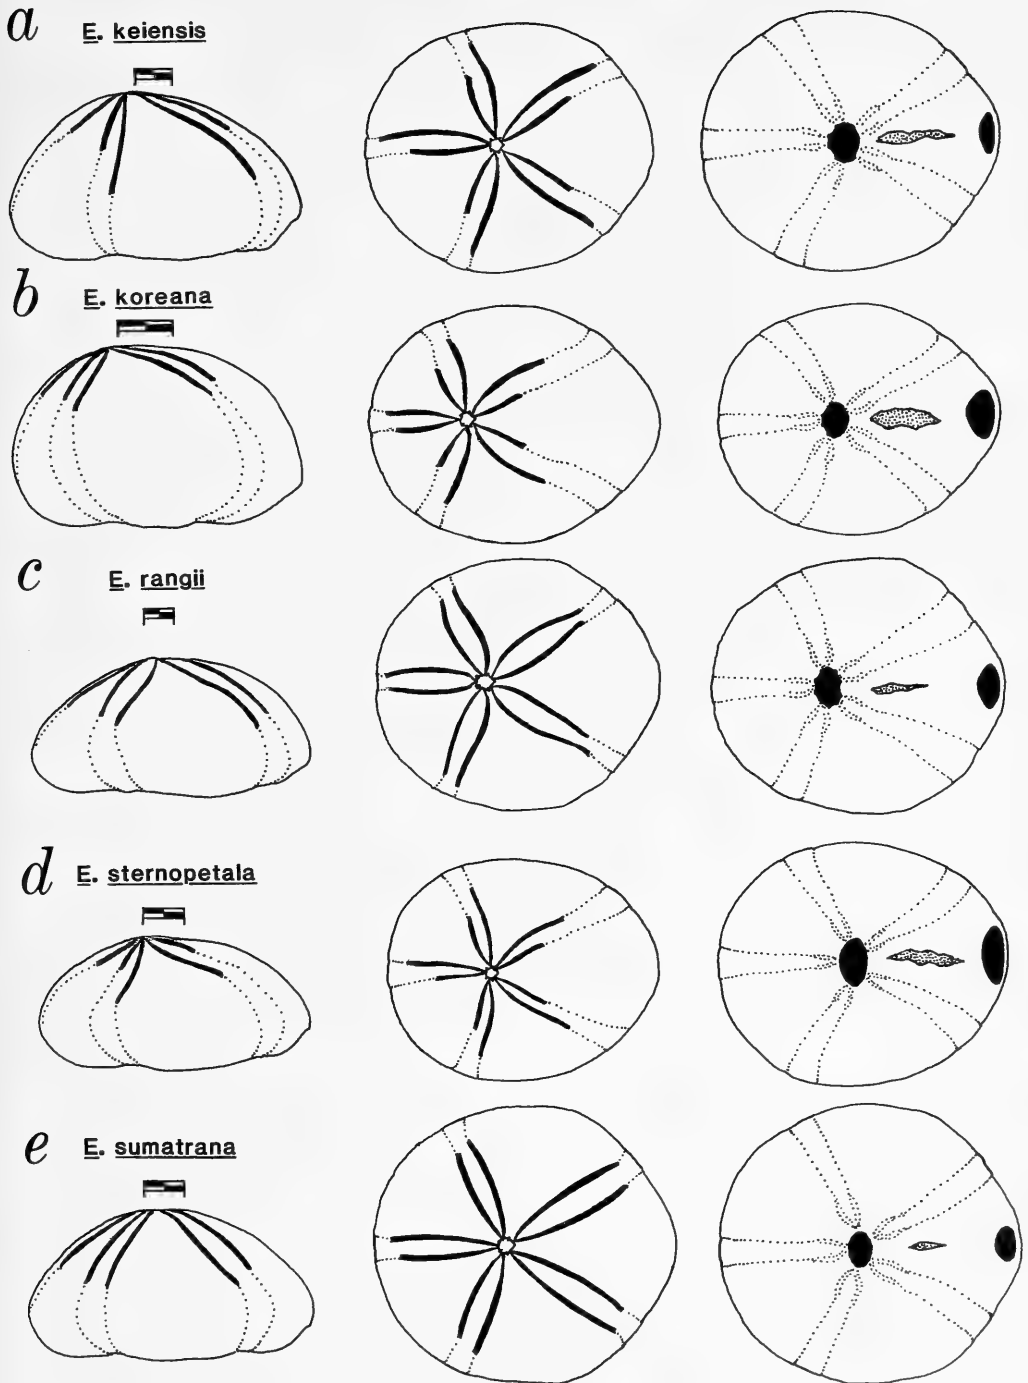 a E. keiensis
b E. koreana
c E. rangii
d E. sternopetala
e E. sumatrana